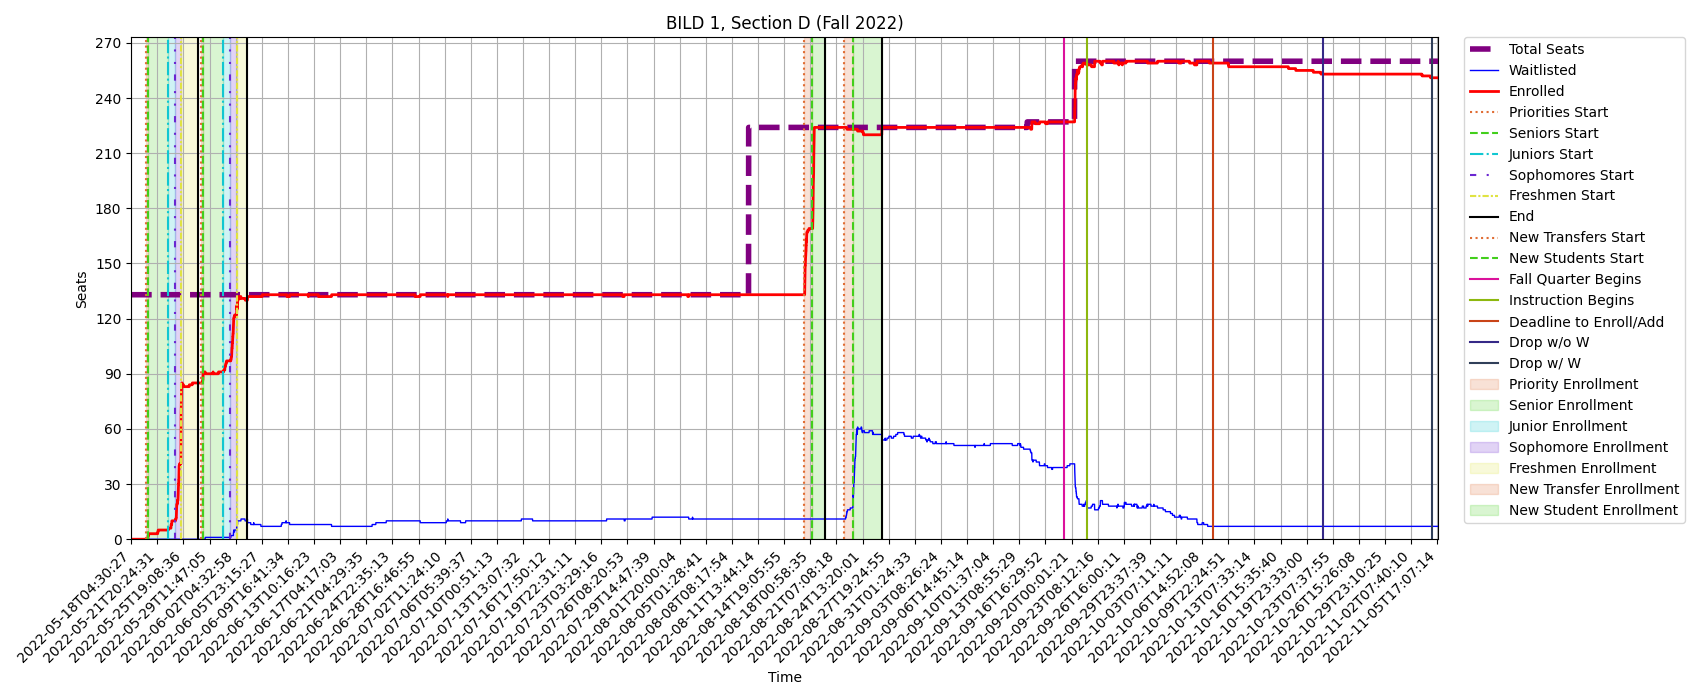 BILD 1, Section D (Fall 2022)
Seats
270
240
210
180
150
120
90
60
30
0
2022-05-18T04:30:27
2022-05-21T20:24:31
2022-05-25T19:08:36
2022-05-29T11:47:05
2022-06-02T04:32:58
2022-06-05T23:15:27
2022-06-09T16:41:34
2022-06-13T10:16:23
2022-06-17T04:17:03
2022-06-21T04:29:35
2022-06-24T22:35:13
2022-06-28T16:46:55
2022-07-02T11:24:10
2022-07-06T05:39:37
2022-07-10T00:51:13
2022-07-13T13:07:32
2022-07-16T17:50:12
2022-07-19T22:31:11
2022-07-23T03:29:16
2022-07-26T08:20:53
2022-07-29T14:47:39
2022-08-01T20:00:04
2022-08-05T01:28:41
2022-08-08T08:17:54
2022-08-11T13:44:14
2022-08-14T19:05:55
2022-08-18T00:58:35
2022-08-21T07:08:18
2022-08-24T13:20:01
2022-08-27T19:24:55
2022-08-31T01:24:33
2022-09-03T08:26:24
2022-09-06T14:45:14
2022-09-10T01:37:04
2022-09-13T08:55:29
2022-09-16T16:29:52
2022-09-20T00:01:21
2022-09-23T08:12:16
2022-09-26T16:00:11
2022-09-29T23:37:39
2022-10-03T07:11:11
2022-10-06T14:52:08
2022-10-09T22:24:51
2022-10-13T07:33:14
2022-10-16T15:35:40
2022-10-19T23:33:00
2022-10-23T07:37:55
2022-10-26T15:26:08
2022-10-29T23:10:25
2022-11-02T07:40:10
2022-11-05T17:07:14
Time
Total Seats
Waitlisted
Enrolled
Priorities Start
Seniors Start
Juniors Start
Sophomores Start
Freshmen Start
End
New Transfers Start
New Students Start
Fall Quarter Begins
Instruction Begins
Deadline to Enroll/Add
Drop w/o W
Drop w/ W
Priority Enrollment
Senior Enrollment
Junior Enrollment
Sophomore Enrollment
Freshmen Enrollment
New Transfer Enrollment
New Student Enrollment